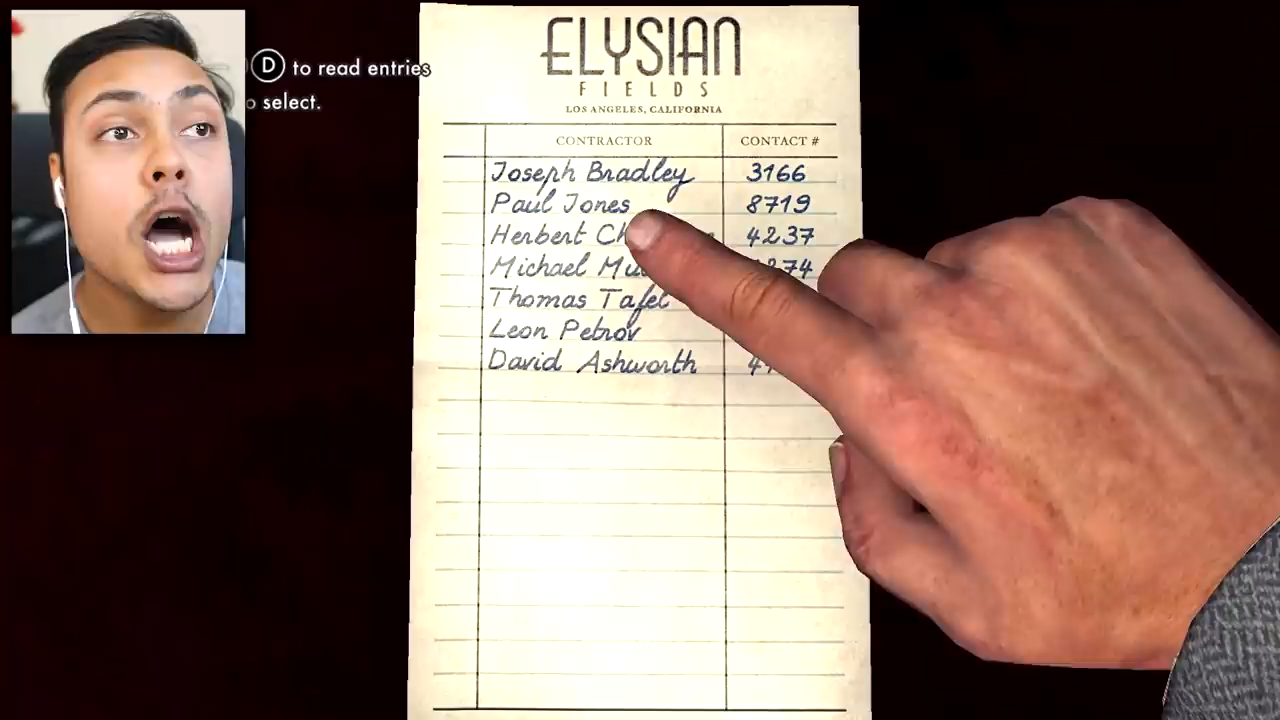 D to read entries
o select.
ELYSIAN
FIELDS
LOS ANGELES, CALIFORNIA
CONTRACTOR CONTACT #
Joseph Bradley 3166
Paul Jones 8719
Herbert 4237
Michael
Thomas Tafel
Leon Petrov
David Ashworth